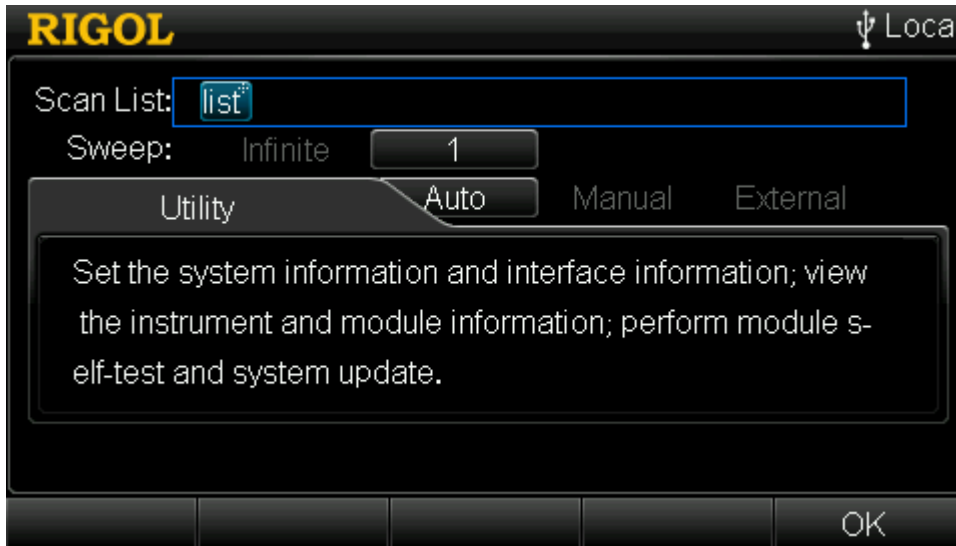 RIGOL Loca
Scan List: list
Sweep: Infinite 1
Utility Auto Manual External
Set the system information and interface information; view
the instrument and module information; perform module s-
elf-test and system update.
OK